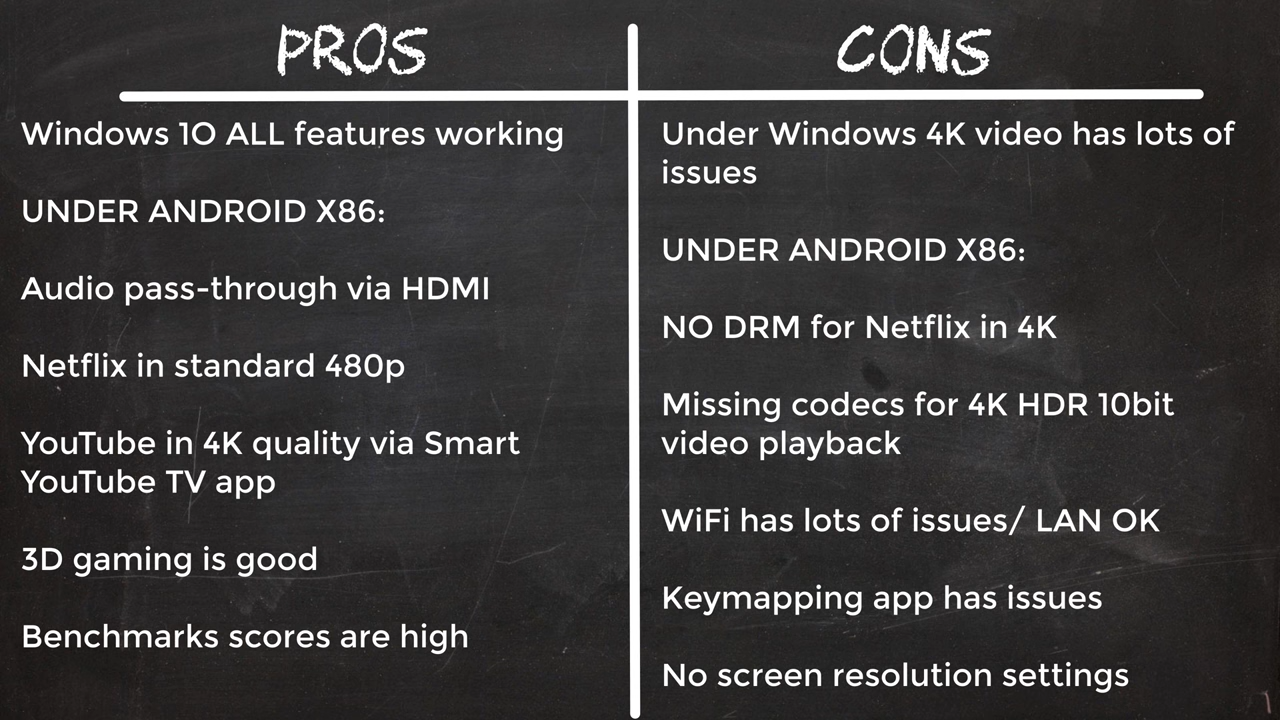 PROS
Windows 10 ALL features working
UNDER ANDROID X86:
Audio pass-through via HDMI
Netflix in standard 480p
YouTube in 4K quality via Smart
YouTube TV app
3D gaming is good
Benchmarks scores are high
CONS
Under Windows 4K video has lots of
issues
UNDER ANDROID X86:
NO DRM for Netflix in 4K
Missing codecs for 4K HDR 10bit
video playback
WiFi has lots of issues/ LAN OK
Keymapping app has issues
No screen resolution settings